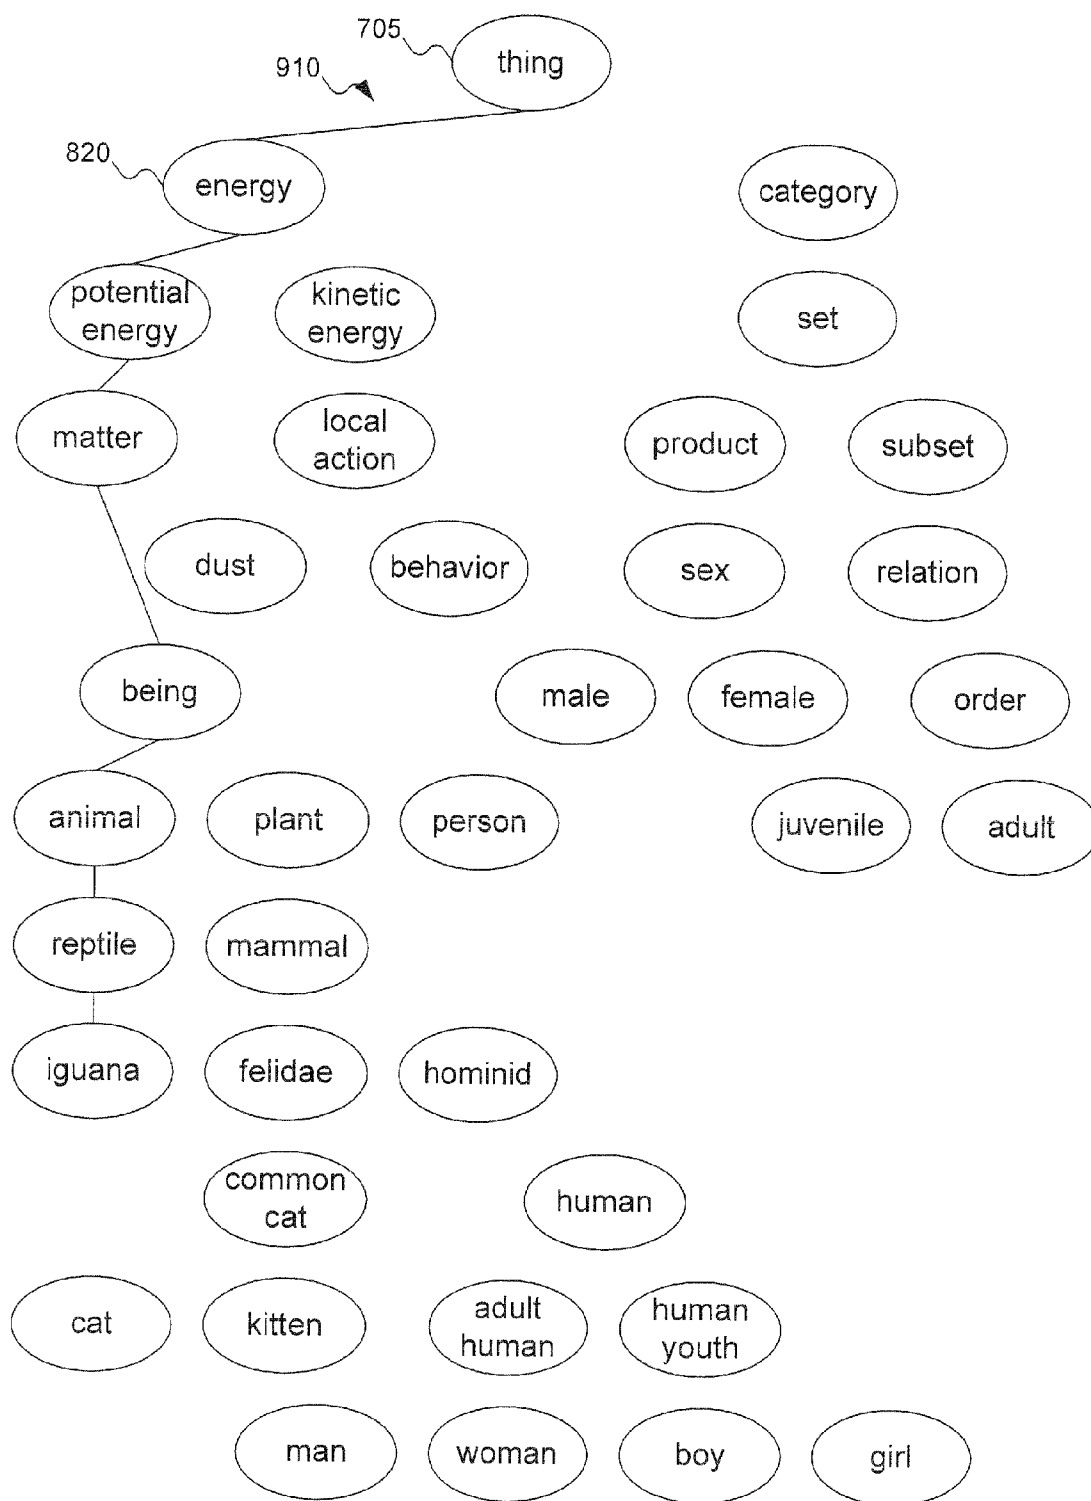 705
thing
910
820
energy
category
potential
energy
kinetic
energy
set
matter
local
action
product
subset
dust
behavior
sex
relation
being
male
female
order
animal
plant
person
juvenile
adult
reptile
mammal
iguana
felidae
hominid
common
cat
human
cat
kitten
adult
human
human
youth
man
woman
boy
girl